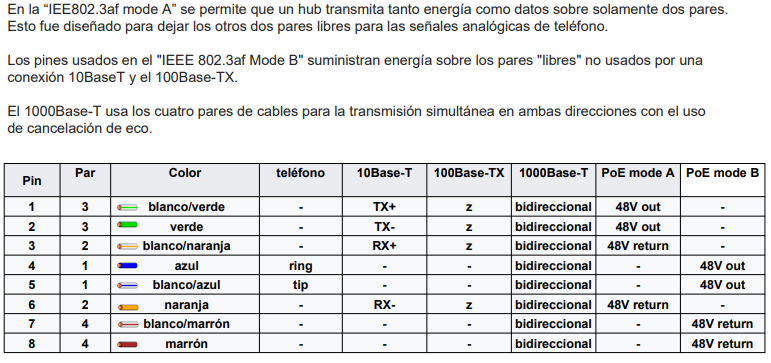 En la “IEE802.3af mode A” se permite que un hub transmita tanto energía como datos sobre solamente dos pares.
Esto fue diseñado para dejar los otros dos pares libres para las señales analógicas de teléfono.
Los pines usados en el "IEEE 802.3af Mode B" suministran energía sobre los pares "libres" no usados por una
conexión 10BaseT y el 100Base-TX.
El 1000Base-T usa los cuatro pares de cables para la transmisión simultánea en ambas direcciones con el uso
de cancelación de eco.
Pin Par Color teléfono 10Base-T 100Base-TX 1000Base-T PoE mode A PoE mode B
1 3 blanco/verde - TX+ z bidireccional 48V out -
2 3 verde - TX- z bidireccional 48V out -
3 2 blanco/naranja - RX+ z bidireccional 48V return -
4 1 azul ring - - bidireccional - 48V out
5 1 blanco/azul tip - - bidireccional - 48V out
6 2 naranja - RX- z bidireccional 48V return -
7 4 blanco/marrón - - - bidireccional - 48V return
8 4 marrón - - - bidireccional - 48V return